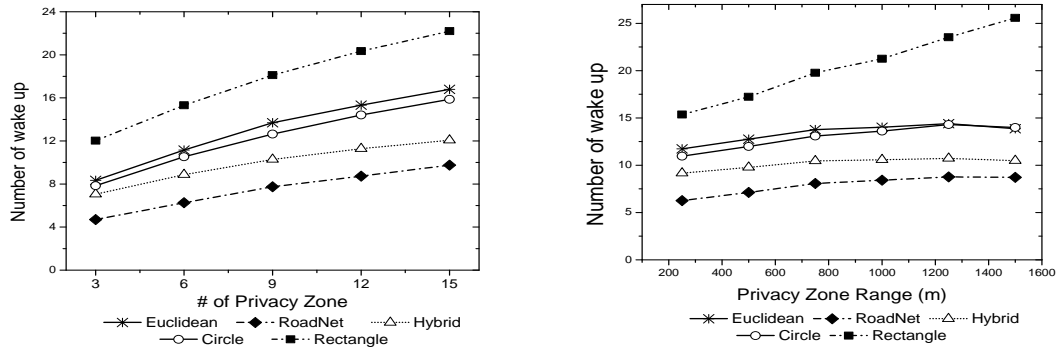 Number of wake up
24
20
16
12
8
4
0
3 6 9 12 15
# of Privacy Zone
Euclidean RoadNet Hybrid
Circle Rectangle
Number of wake up
25
20
15
10
5
0
200 400 600 800 1000 1200 1400 1600
Privacy Zone Range (m)
Euclidean RoadNet Hybrid
Circle Rectangle